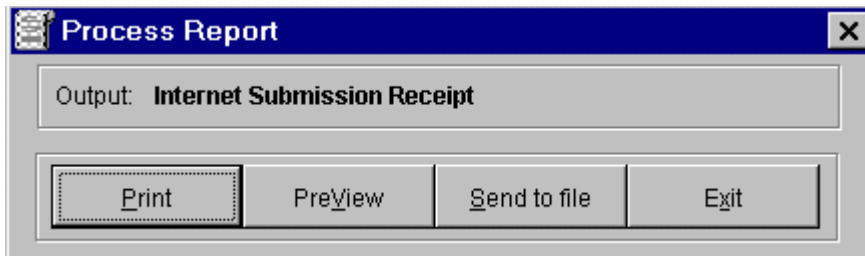 Process Report
Output: Internet Submission Receipt
Print PreView Send to file Exit